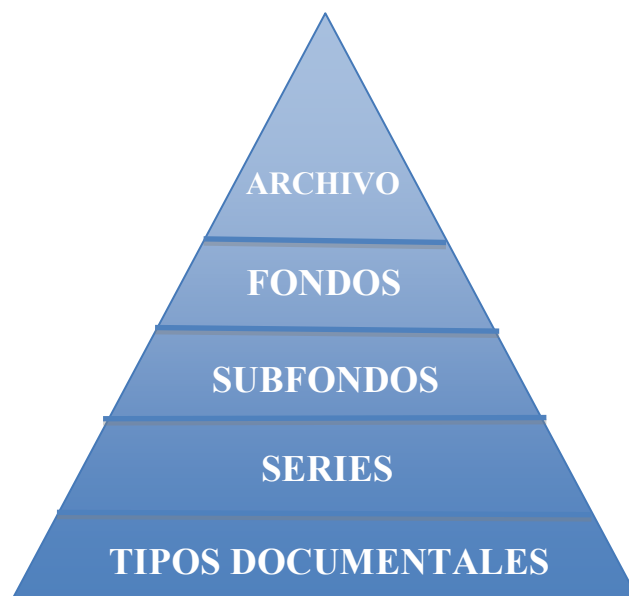 ARCHIVO
FONDOS
SUBFONDOS
SERIES
TIPOS DOCUMENTALES